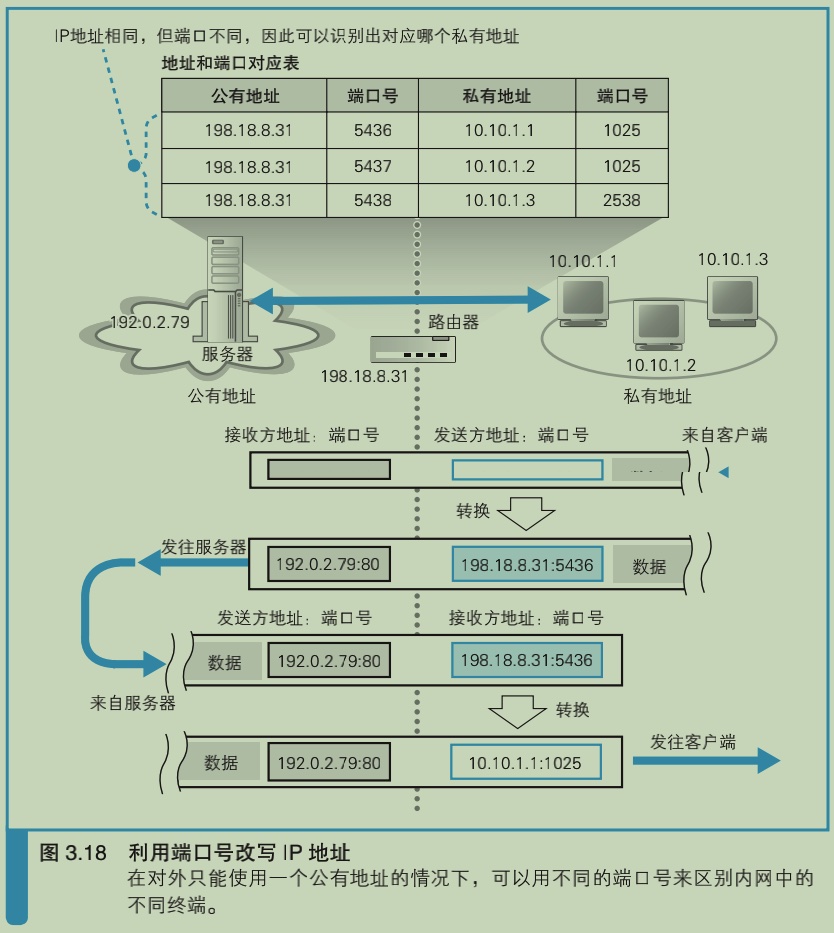 IP地址相同，但端口不同，因此可以识别出对应哪个私有地址
地址和端口对应表
公有地址 端口号 私有地址 端口号
198.18.8.31 5436 10.10.1.1 1025
198.18.8.31 5437 10.10.1.2 1025
198.18.8.31 5438 10.10.1.3 2538
10.10.1.1
10.10.1.3
192.0.2.79
路由器
服务器
10.10.1.2
198.18.8.31
公有地址
私有地址
接收方地址：端口号 发送方地址：端口号 来自客户端
转换
发往服务器
192.0.2.79:80 198.18.8.31:5436 数据
发送方地址：端口号 接收方地址：端口号
数据 192.0.2.79:80 198.18.8.31:5436
来自服务器
转换
发往客户端
数据 192.0.2.79:80 10.10.1.1:1025
图 3.18 利用端口号改写 IP 地址
在对外只能使用一个公有地址的情况下，可以用不同的端口号来区别内网中的
不同终端。